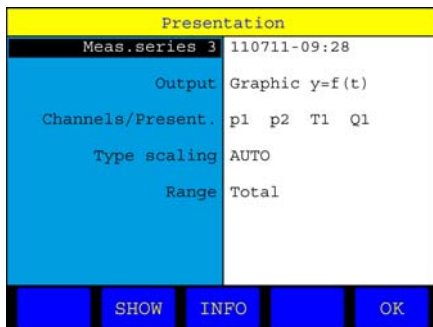 Presentation
Meas.series 3 110711-09:28
Output Graphic y=f(t)
Channels/Present. p1 p2 T1 Q1
Type scaling AUTO
Range Total
SHOW INFO OK